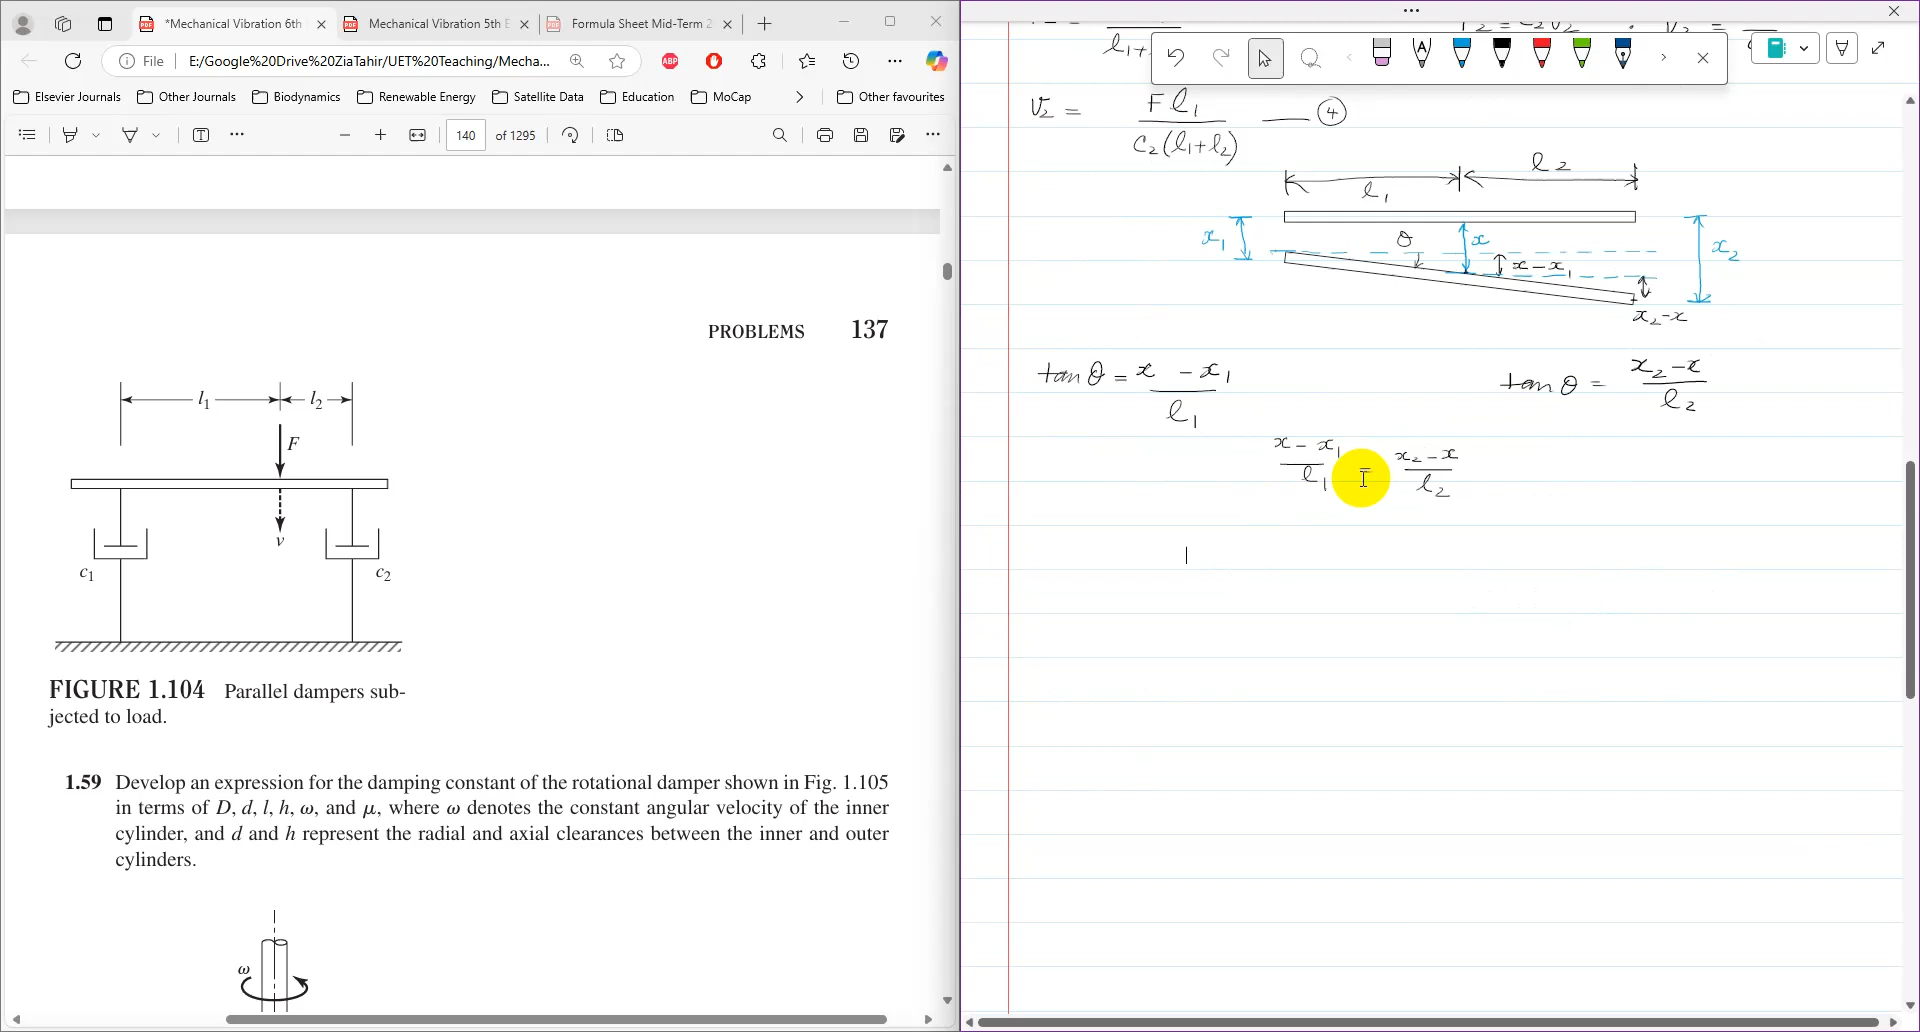 *Mechanical Vibration 6th
Mechanical Vibration 5th E
Formula Sheet Mid-Term 2
File
E:/Google%20Drive%20ZiaTahir/UET%20Teaching/Mecha...
ABP
Elsevier Journals
Other Journals
Biodynamics
Renewable Energy
Satellite Data
Education
MoCap
Other favourites
140
of 1295
PROBLEMS 137
l1
l2
F
v
c1
c2
FIGURE 1.104 Parallel dampers sub-
jected to load.
1.59 Develop an expression for the damping constant of the rotational damper shown in Fig. 1.105
in terms of D, d, l, h, ω, and μ, where ω denotes the constant angular velocity of the inner
cylinder, and d and h represent the radial and axial clearances between the inner and outer
cylinders.
ω
V2 = F l1 / C2 (l1 + l2) — ④
l1
l2
x1
θ
x
x - x1
x2
x2 - x
tan θ = x - x1 / l1
tan θ = x2 - x / l2
x - x1 / l1 = x2 - x / l2